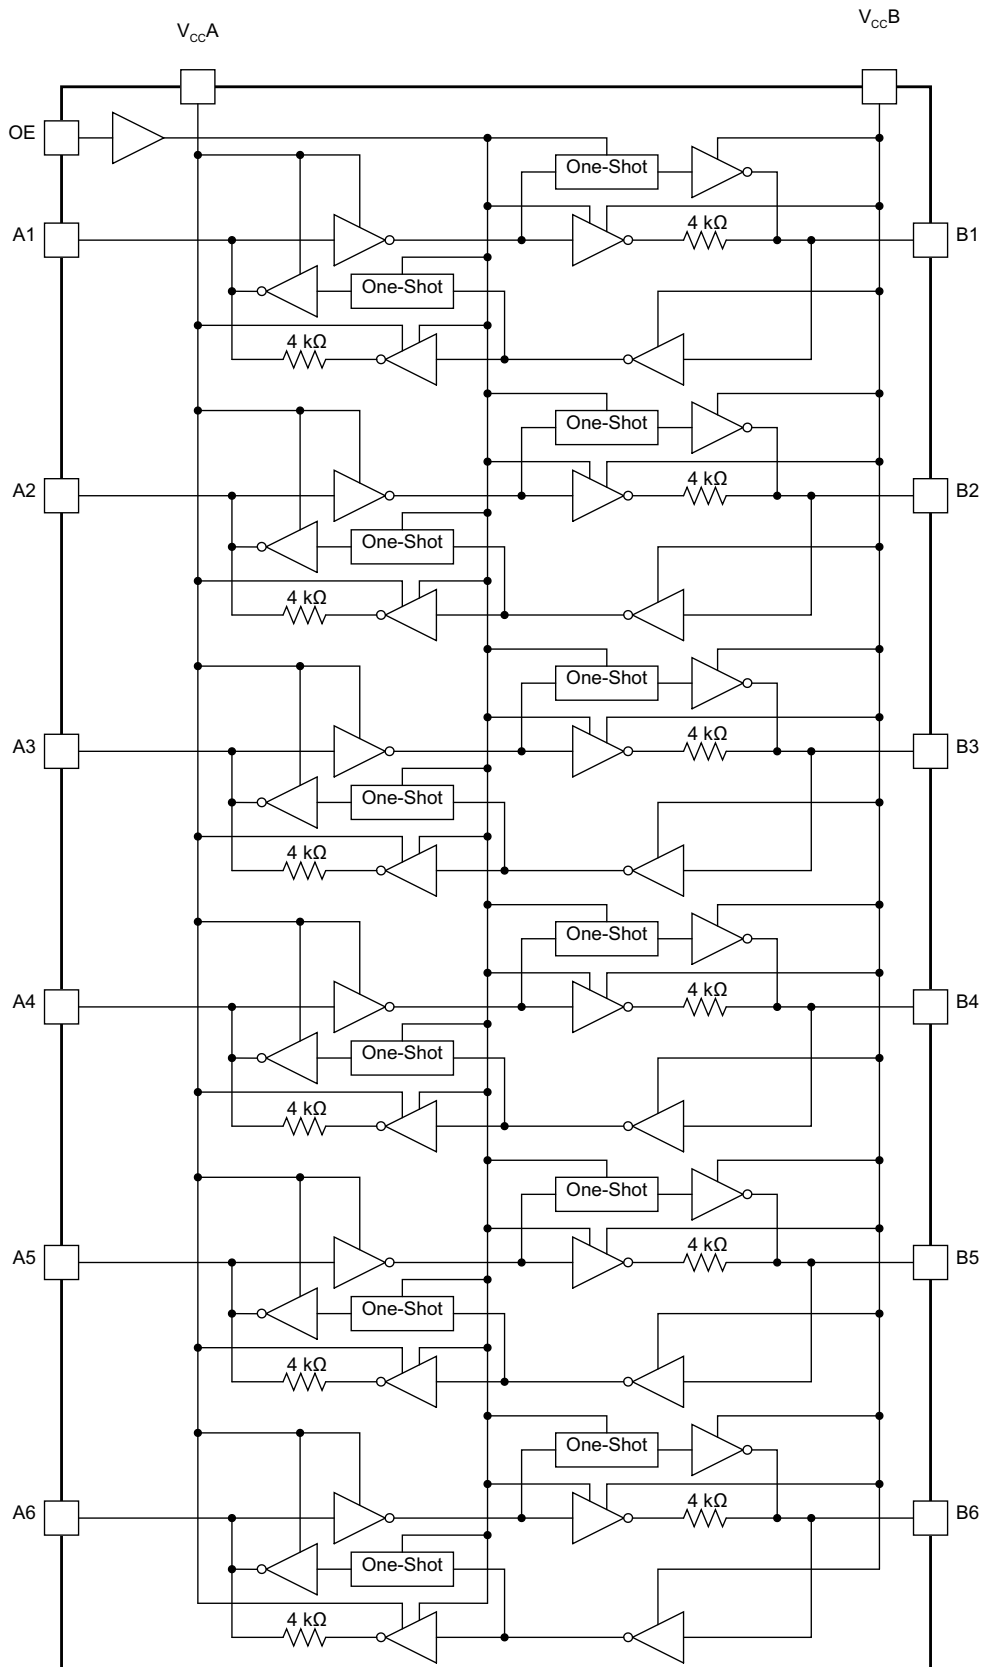 VCCA
VCCB
OE
One-Shot
4 kΩ
A1
B1
One-Shot
4 kΩ
One-Shot
4 kΩ
A2
B2
One-Shot
4 kΩ
One-Shot
4 kΩ
A3
B3
One-Shot
4 kΩ
One-Shot
4 kΩ
A4
B4
One-Shot
4 kΩ
One-Shot
4 kΩ
A5
B5
One-Shot
4 kΩ
One-Shot
4 kΩ
A6
B6
One-Shot
4 kΩ